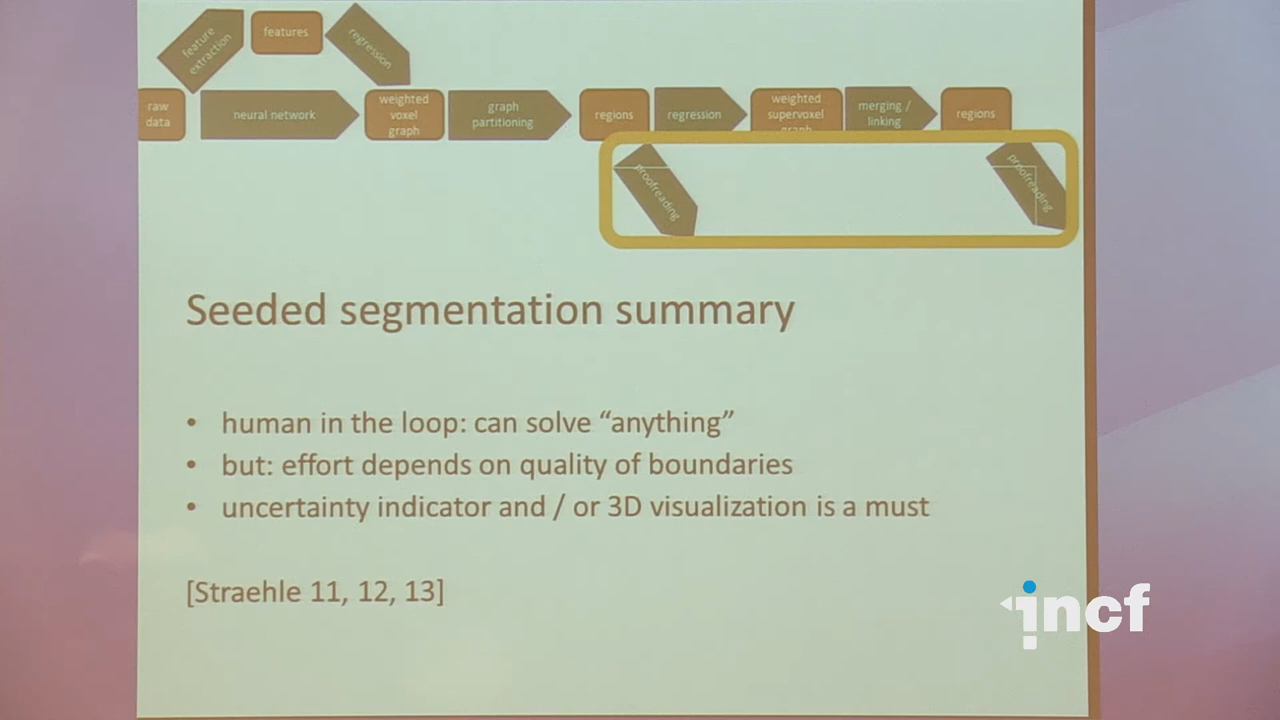 feature
extraction
features
regression
raw
data
neural network
weighted
voxel
graph
graph
partitioning
regions
regression
weighted
supervoxel
graph
merging /
linking
regions
proofreading
proofreading
Seeded segmentation summary
• human in the loop: can solve “anything”
• but: effort depends on quality of boundaries
• uncertainty indicator and / or 3D visualization is a must
[Straehle 11, 12, 13]
incf